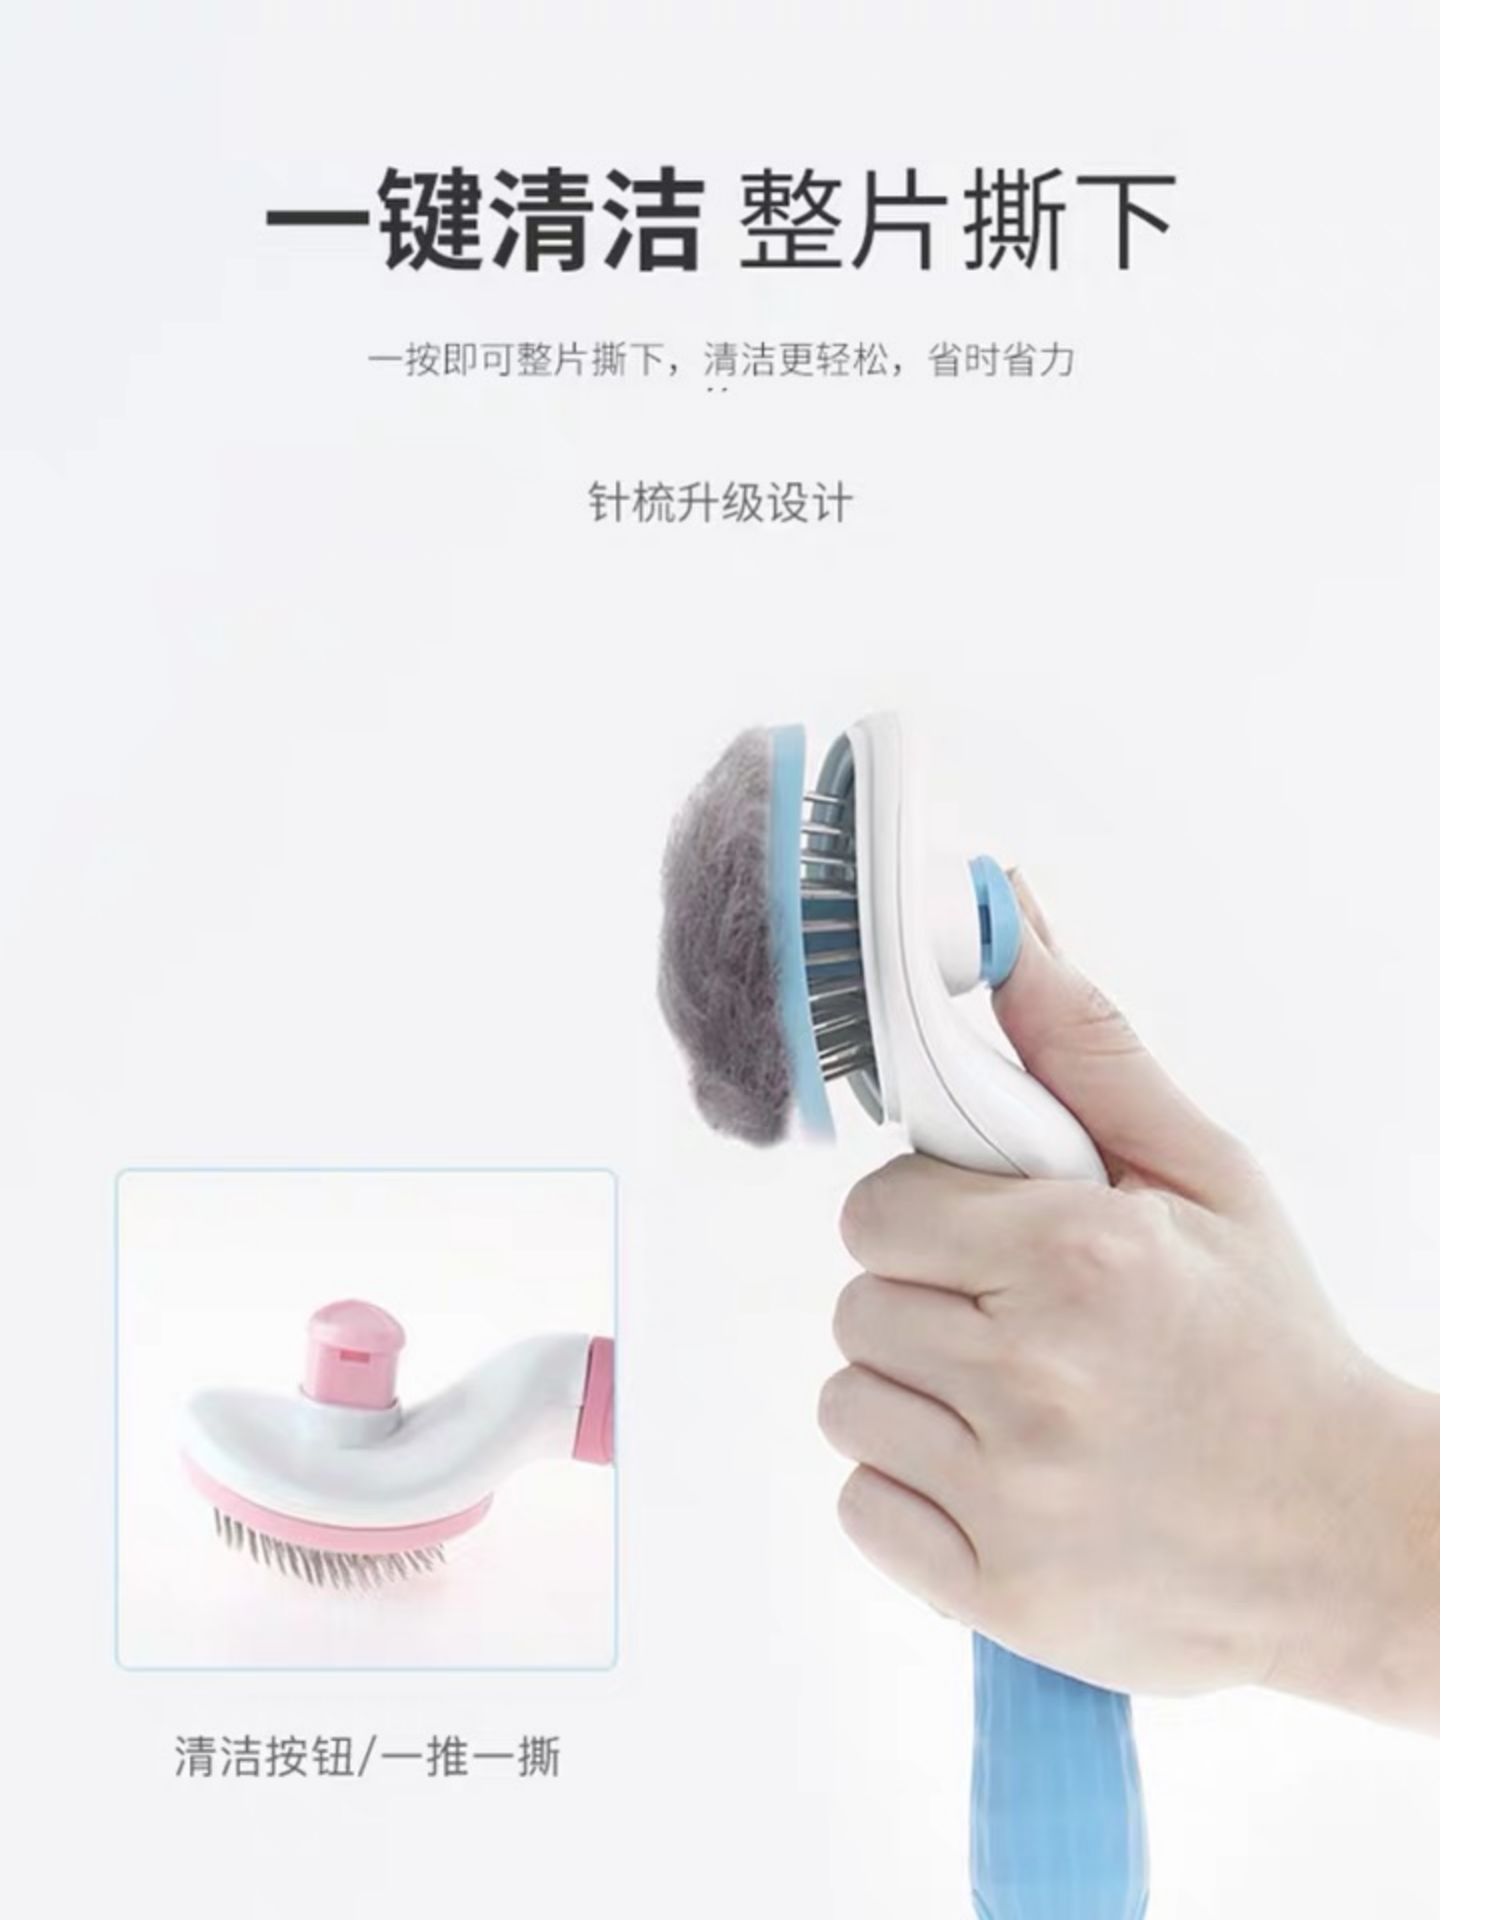 一键清洁 整片撕下
一按即可整片撕下，清洁更轻松，省时省力
针梳升级设计
清洁按钮/一推一撕